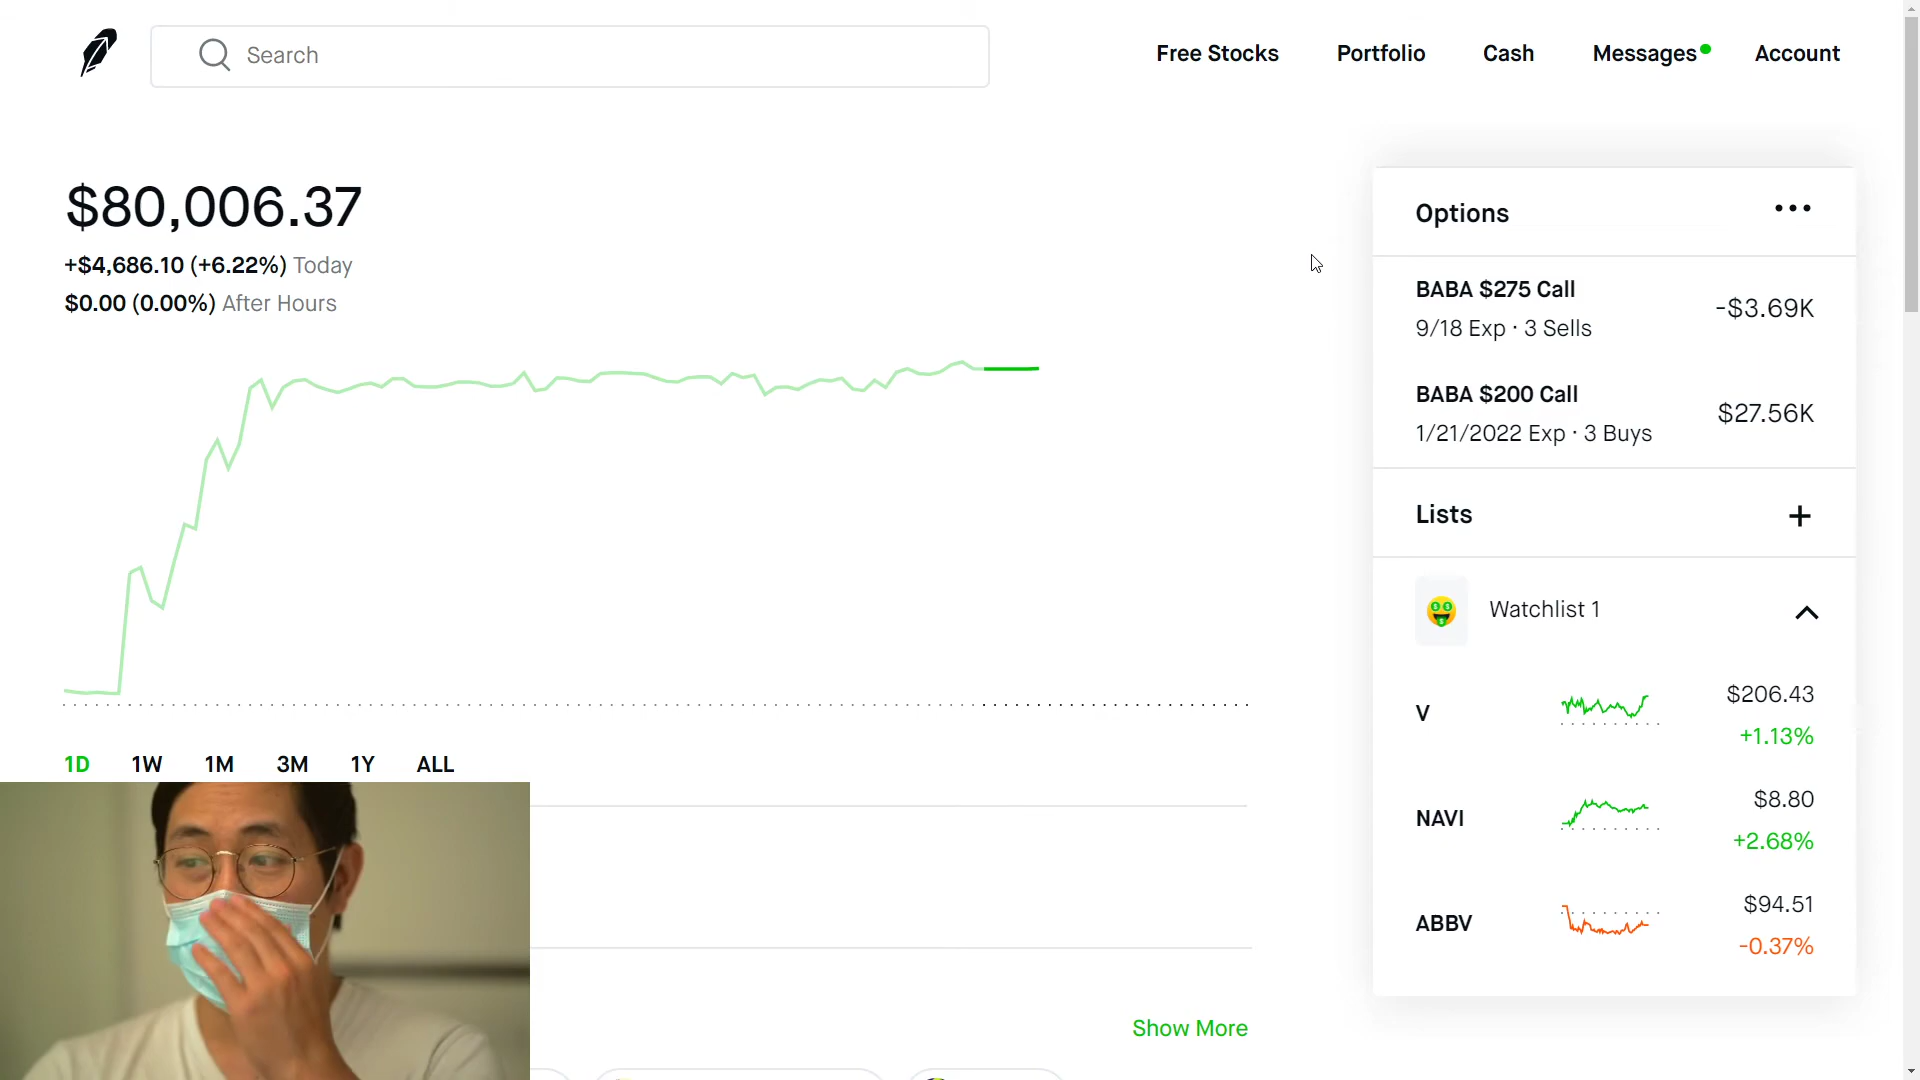 Search
Free Stocks
Portfolio
Cash
Messages
Account
$80,006.37
+$4,686.10 (+6.22%) Today
$0.00 (0.00%) After Hours
1D 1W 1M 3M 1Y ALL
Show More
Options
BABA $275 Call
9/18 Exp · 3 Sells
-$3.69K
BABA $200 Call
1/21/2022 Exp · 3 Buys
$27.56K
Lists
Watchlist 1
V
$206.43
+1.13%
NAVI
$8.80
+2.68%
ABBV
$94.51
-0.37%